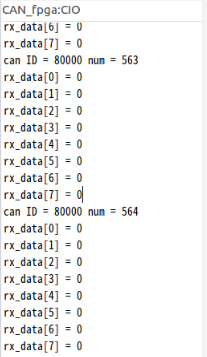 CAN_fpga:CIO
rx_data[6] = 0
rx_data[7] = 0
can ID = 80000 num = 563
rx_data[0] = 0
rx_data[1] = 0
rx_data[2] = 0
rx_data[3] = 0
rx_data[4] = 0
rx_data[5] = 0
rx_data[6] = 0
rx_data[7] = 0
can ID = 80000 num = 564
rx_data[0] = 0
rx_data[1] = 0
rx_data[2] = 0
rx_data[3] = 0
rx_data[4] = 0
rx_data[5] = 0
rx_data[6] = 0
rx_data[7] = 0